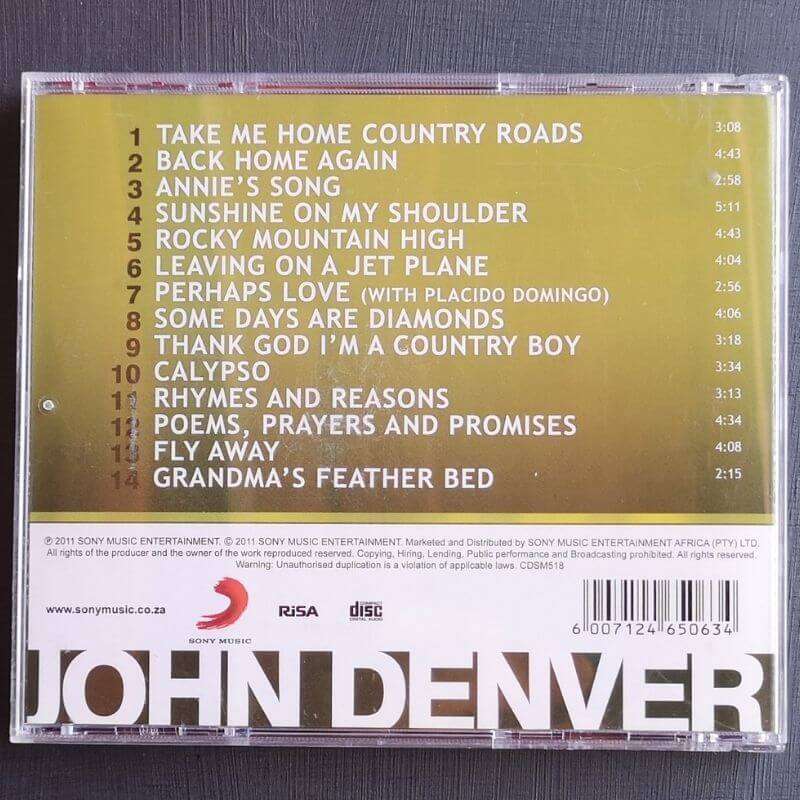 1 TAKE ME HOME COUNTRY ROADS 3:08
2 BACK HOME AGAIN 4:43
3 ANNIE'S SONG 2:58
4 SUNSHINE ON MY SHOULDER 5:11
5 ROCKY MOUNTAIN HIGH 4:43
6 LEAVING ON A JET PLANE 4:04
7 PERHAPS LOVE (WITH PLACIDO DOMINGO) 2:56
8 SOME DAYS ARE DIAMONDS 4:06
9 THANK GOD I'M A COUNTRY BOY 3:18
10 CALYPSO 3:34
11 RHYMES AND REASONS 3:13
12 POEMS, PRAYERS AND PROMISES 4:34
13 FLY AWAY 4:08
14 GRANDMA'S FEATHER BED 2:15
℗ 2011 SONY MUSIC ENTERTAINMENT. © 2011 SONY MUSIC ENTERTAINMENT. Marketed and Distributed by SONY MUSIC ENTERTAINMENT AFRICA (PTY) LTD.
All rights of the producer and the owner of the work reproduced reserved. Copying, Hiring, Lending, Public performance and Broadcasting prohibited. All rights reserved.
Warning: Unauthorised duplication is a violation of applicable laws. CDSM518
www.sonymusic.co.za
SONY MUSIC
RiSA
COMPACT
disc
DIGITAL AUDIO
6 007124 650634
JOHN DENVER